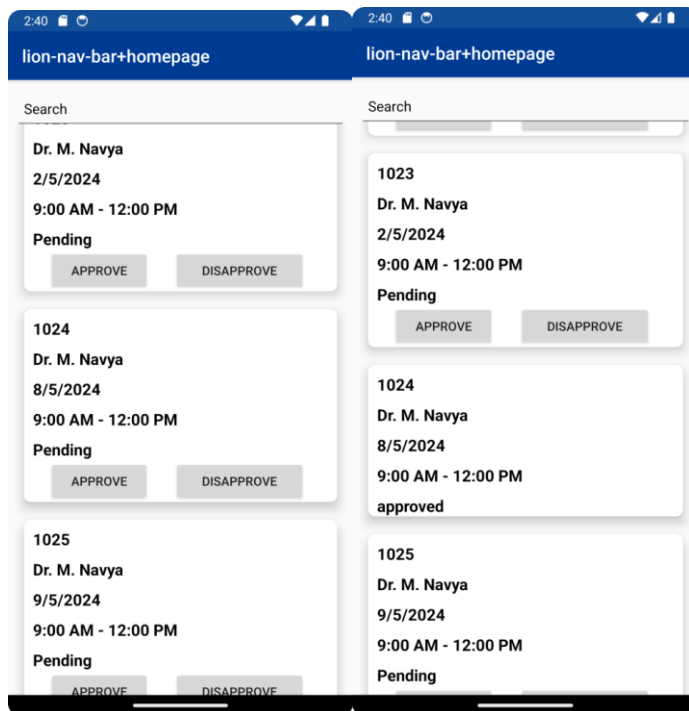 2:40
lion-nav-bar+homepage
Search
Dr. M. Navya
2/5/2024
9:00 AM - 12:00 PM
Pending
APPROVE DISAPPROVE
1024
Dr. M. Navya
8/5/2024
9:00 AM - 12:00 PM
Pending
APPROVE DISAPPROVE
1025
Dr. M. Navya
9/5/2024
9:00 AM - 12:00 PM
Pending
APPROVE DISAPPROVE
2:40
lion-nav-bar+homepage
Search
1023
Dr. M. Navya
2/5/2024
9:00 AM - 12:00 PM
Pending
APPROVE DISAPPROVE
1024
Dr. M. Navya
8/5/2024
9:00 AM - 12:00 PM
approved
1025
Dr. M. Navya
9/5/2024
9:00 AM - 12:00 PM
Pending